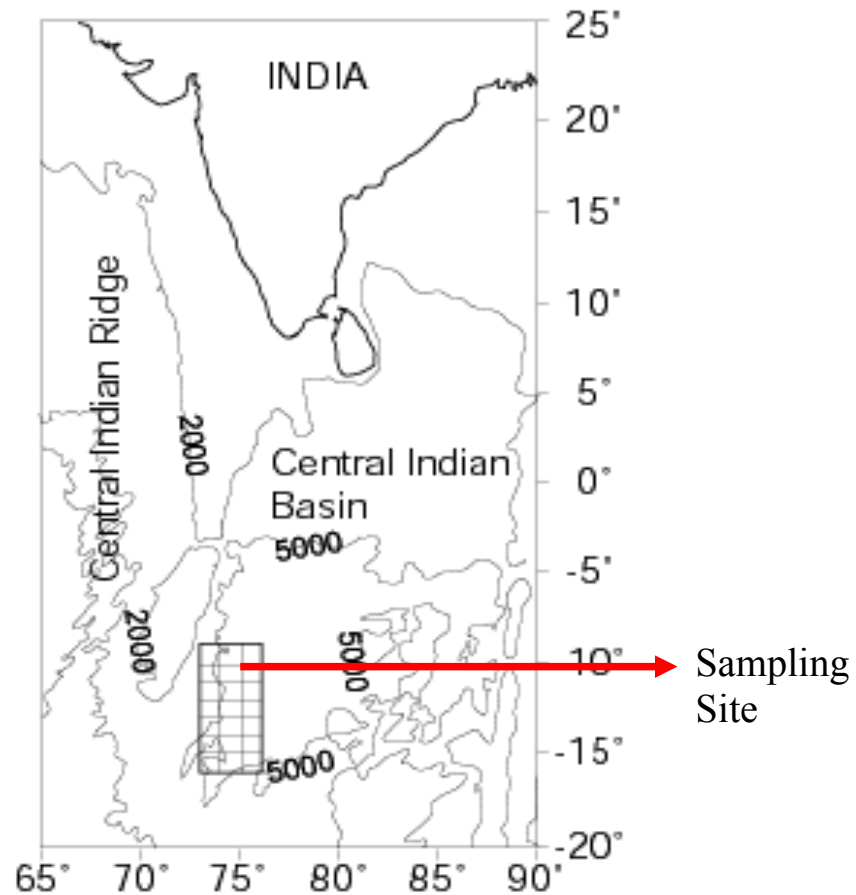 25˚
INDIA
20˚
15˚
10˚
Central Indian Ridge
5˚
2000
Central Indian
Basin
0˚
5000
-5˚
2000
5000
-10˚
Sampling
Site
-15˚
5000
-20˚
65˚ 70˚ 75˚ 80˚ 85˚ 90˚